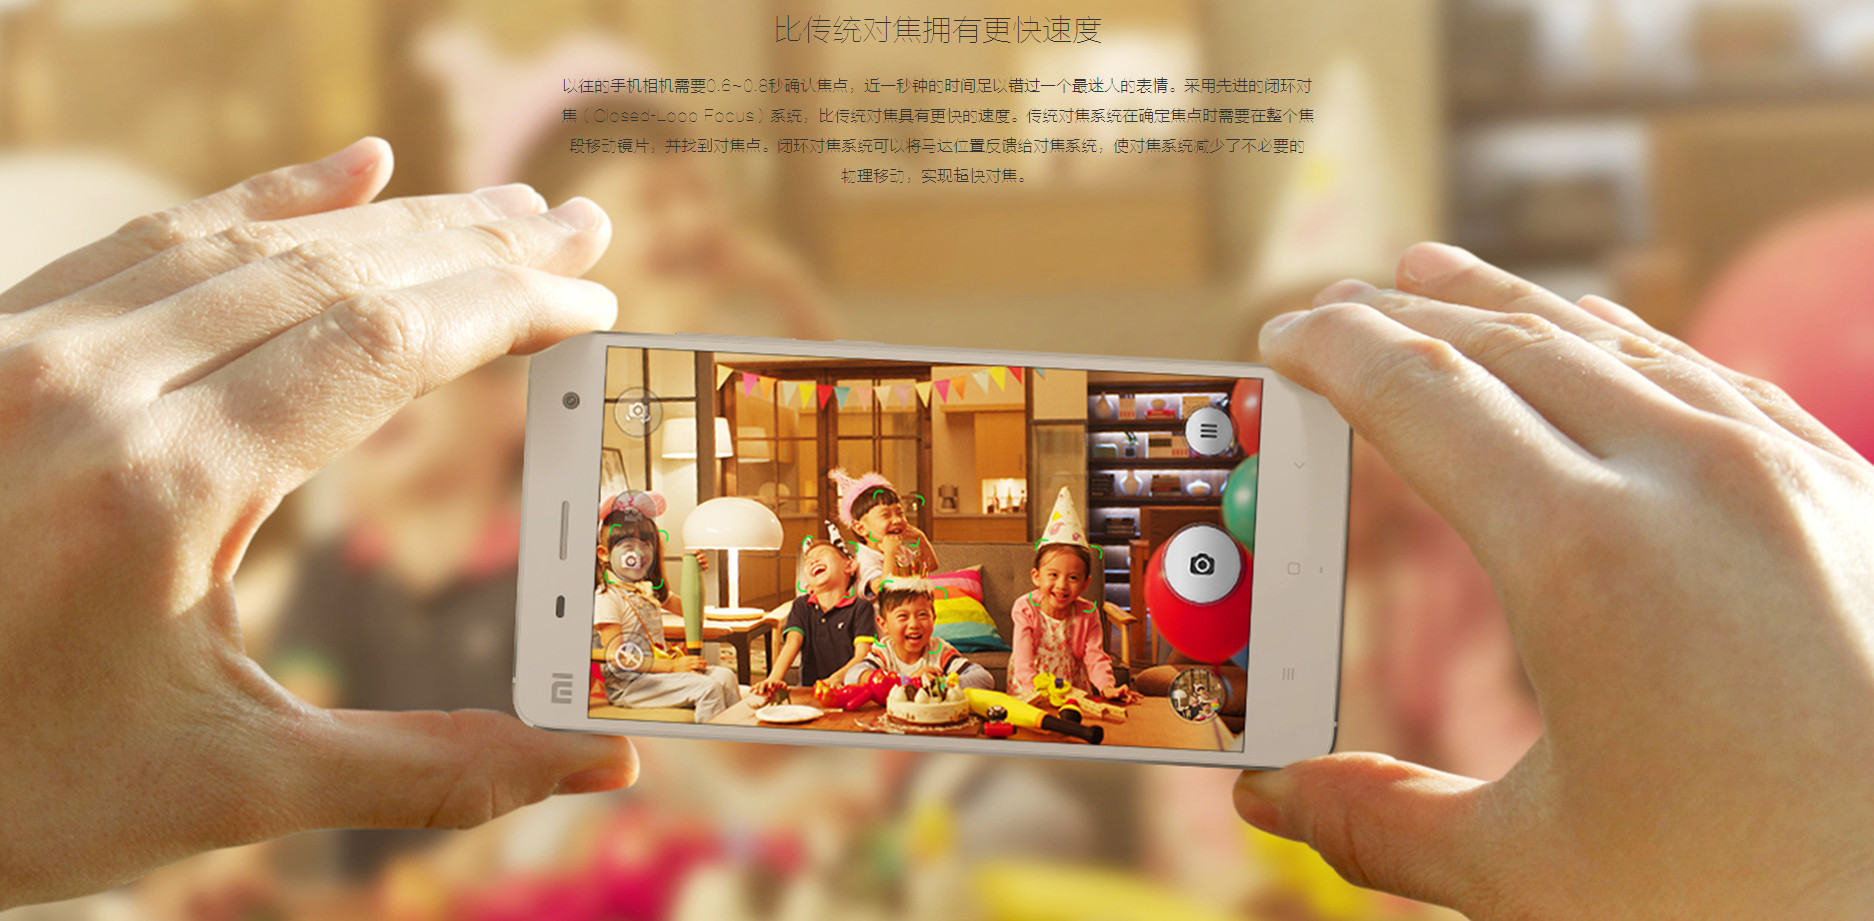 比传统对焦拥有更快速度
以往的手机相机需要0.6~0.8秒确认焦点，近一秒钟的时间足以错过一个最迷人的表情。采用先进的闭环对
焦（Closed-Loop Focus）系统，比传统对焦具有更快的速度。传统对焦系统在确定焦点时需要在整个焦
段移动镜片，并找到对焦点。闭环对焦系统可以将马达位置反馈给对焦系统，使对焦系统减少了不必要的
物理移动，实现超快对焦。
mi